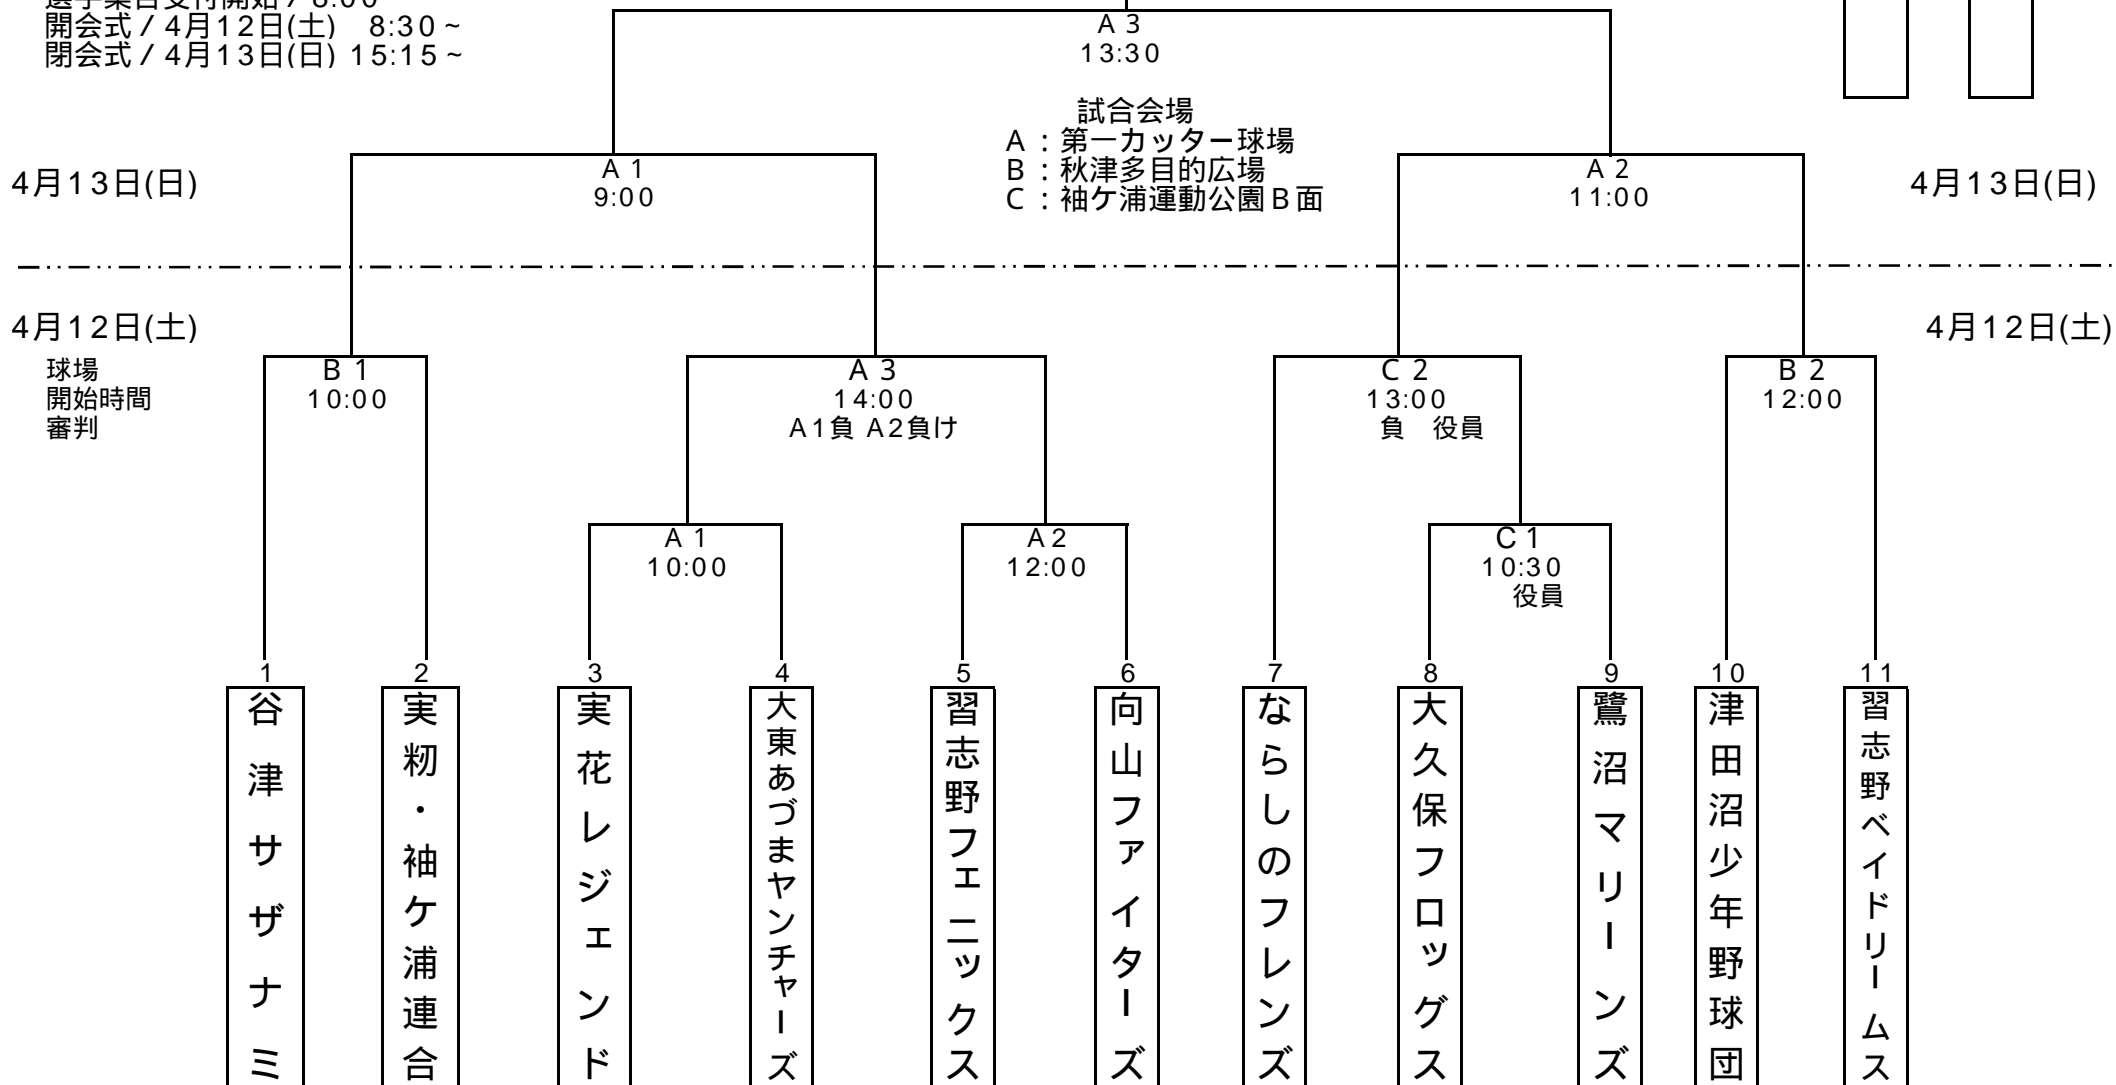 選手集合受付開始 / 8:00
開会式 / 4月12日(土) 8:30 ~
閉会式 / 4月13日(日) 15:15 ~
A 3
13:30
試合会場
A : 第一カッター球場
B : 秋津多目的広場
C : 袖ケ浦運動公園B面
4月13日(日)
A 1
9:00
A 2
11:00
4月13日(日)
4月12日(土)
4月12日(土)
球場
開始時間
審判
B 1
10:00
A 3
14:00
A1負 A2負け
C 2
13:00
負 役員
B 2
12:00
A 1
10:00
A 2
12:00
C 1
10:30
役員
1
谷津サザナミ
2
実籾・袖ケ浦連合
3
実花レジェンド
4
大東あづまヤンチャーズ
5
習志野フェニックス
6
向山ファイターズ
7
ならしのフレンズ
8
大久保フロッグス
9
鷺沼マリーンズ
10
津田沼少年野球団
11
習志野ベイドリームス